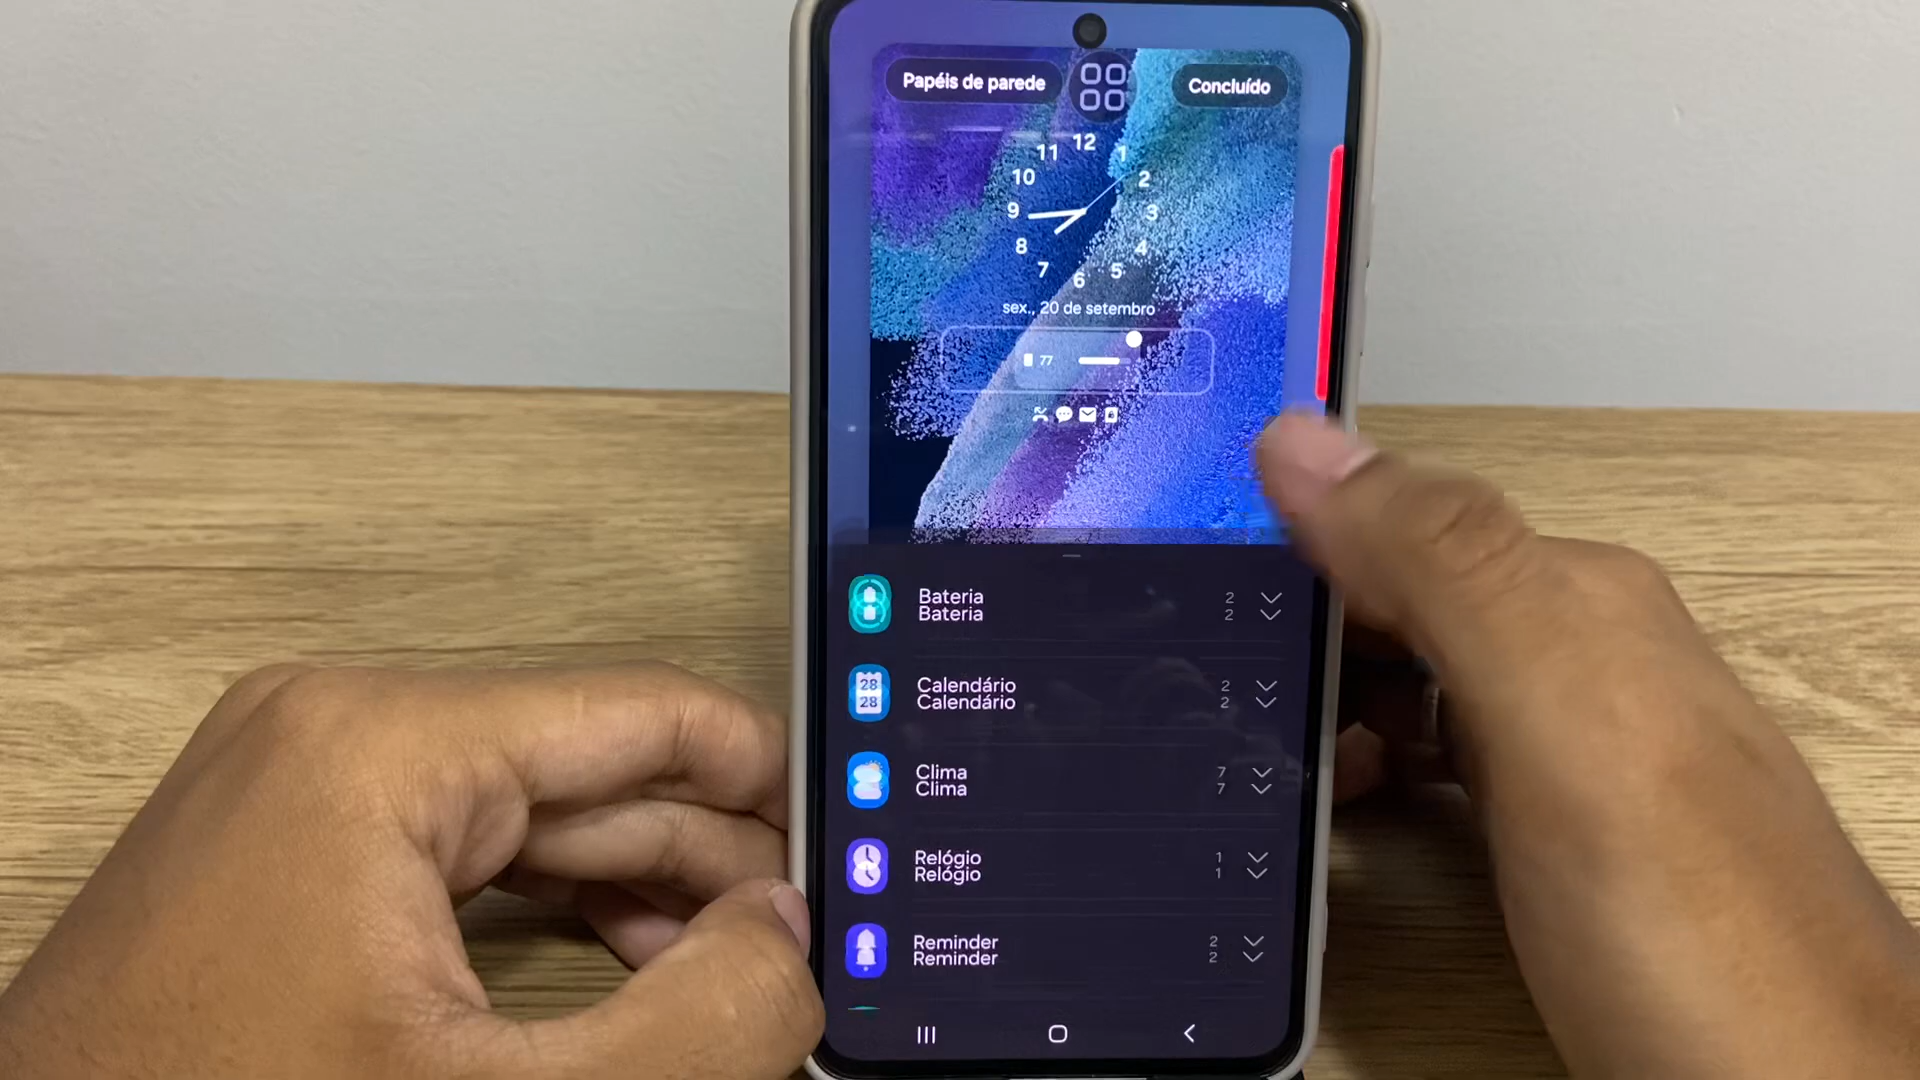 Papéis de parede
Concluído
12
11
1
10
2
9
3
8
4
7
5
6
sex., 20 de setembro
77
Bateria 2
Bateria 2
28
28
Calendário 2
Calendário 2
Clima 7
Clima 7
Relógio 1
Relógio 1
Reminder 2
Reminder 2